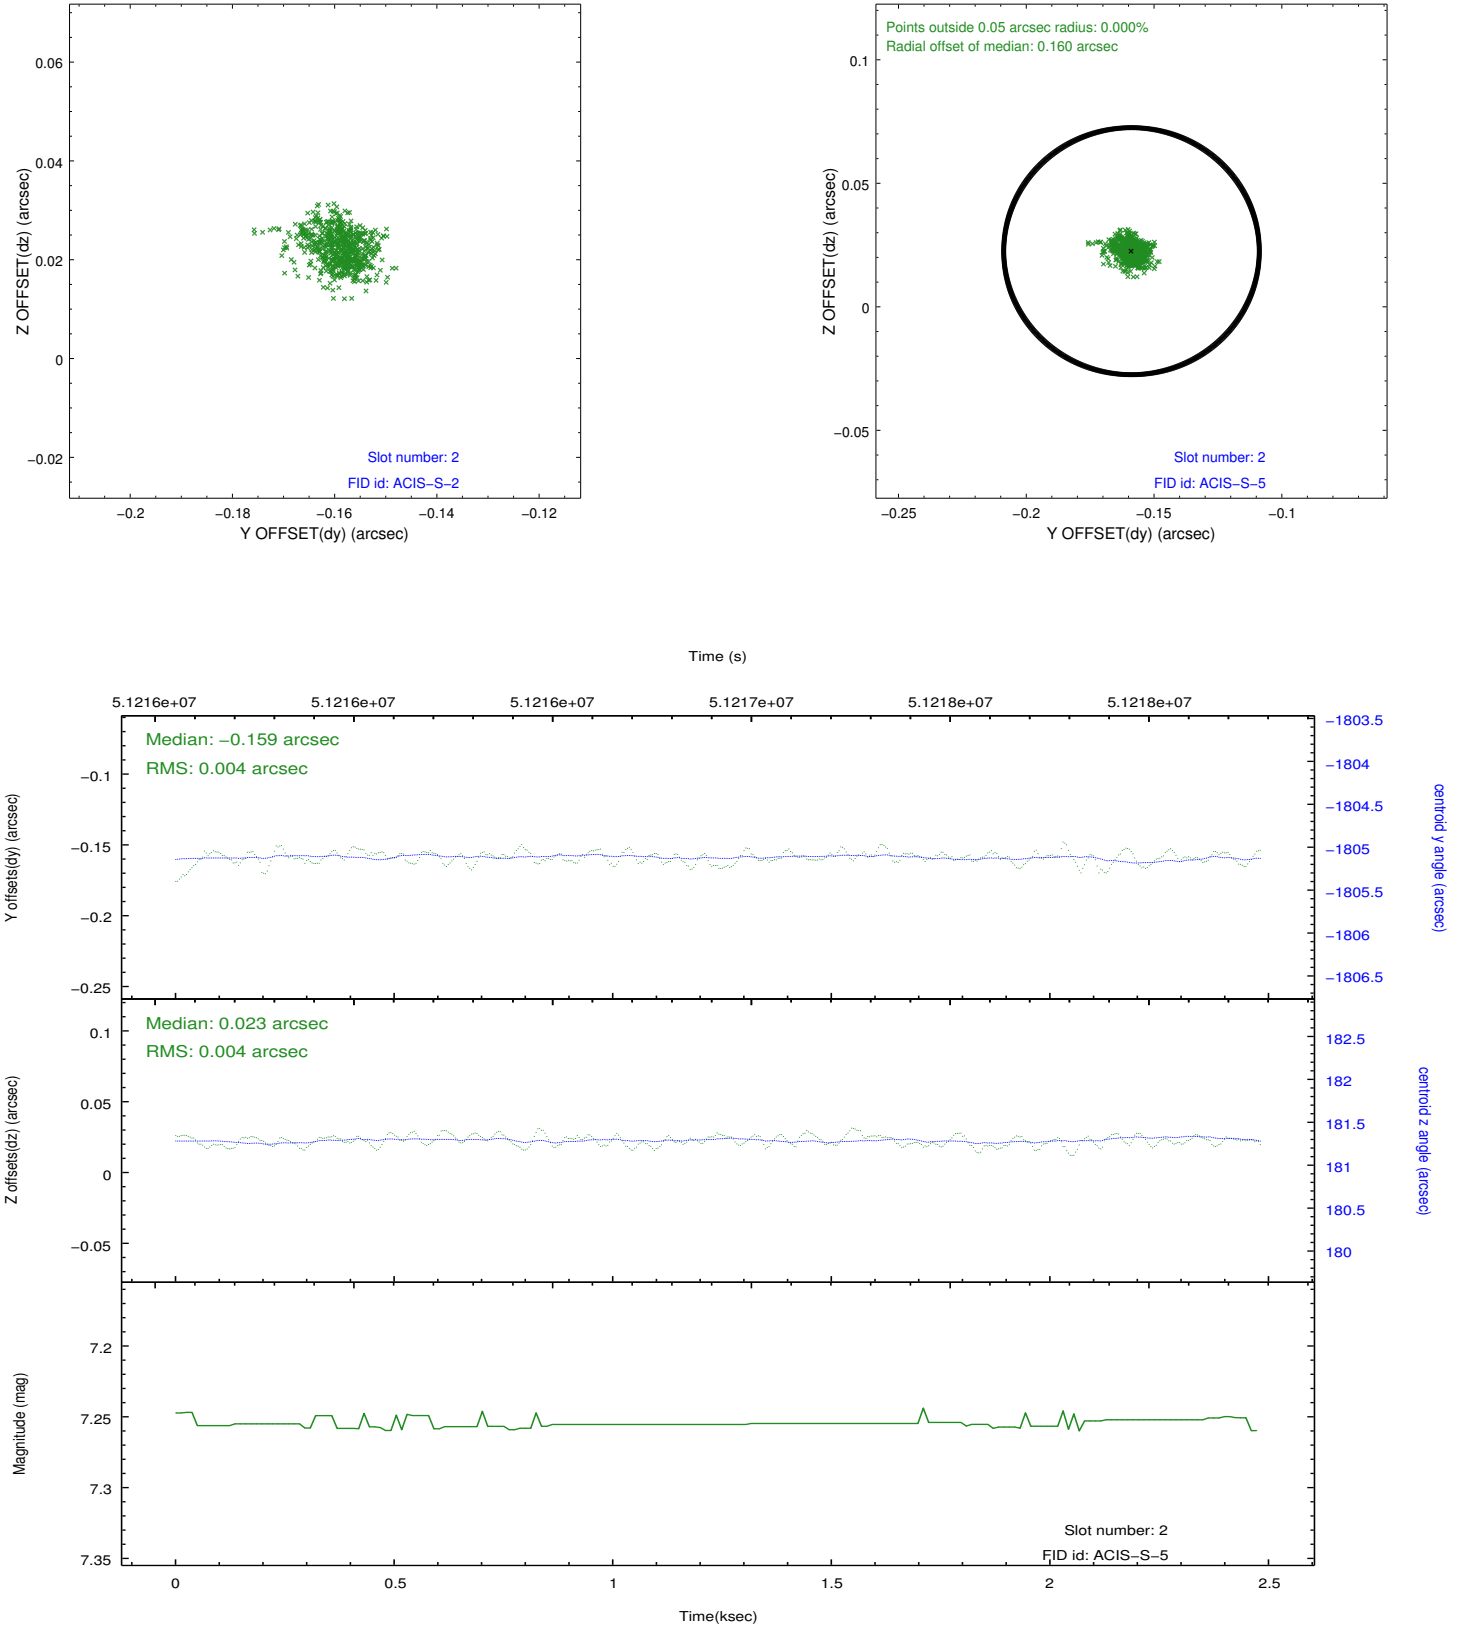 0.06
0.04
0.02
0
−0.02
Z OFFSET(dz) (arcsec)
Slot number: 2
FID id: ACIS−S−2
−0.2 −0.18 −0.16 −0.14 −0.12
Y OFFSET(dy) (arcsec)
Points outside 0.05 arcsec radius: 0.000%
Radial offset of median: 0.160 arcsec
0.1
0.05
0
−0.05
Z OFFSET(dz) (arcsec)
Slot number: 2
FID id: ACIS−S−5
−0.25 −0.2 −0.15 −0.1
Y OFFSET(dy) (arcsec)
Time (s)
5.1216e+07 5.1216e+07 5.1216e+07 5.1217e+07 5.1218e+07 5.1218e+07
Median: −0.159 arcsec
RMS: 0.004 arcsec
−0.1
−0.15
−0.2
−0.25
Y offsets(dy) (arcsec)
−1803.5
−1804
−1804.5
−1805
−1805.5
−1806
−1806.5
centroid y angle (arcsec)
Median: 0.023 arcsec
RMS: 0.004 arcsec
0.1
0.05
0
−0.05
Z offsets(dz) (arcsec)
182.5
182
181.5
181
180.5
180
centroid z angle (arcsec)
7.2
7.25
7.3
7.35
Magnitude (mag)
Slot number: 2
FID id: ACIS−S−5
0 0.5 1 1.5 2 2.5
Time(ksec)